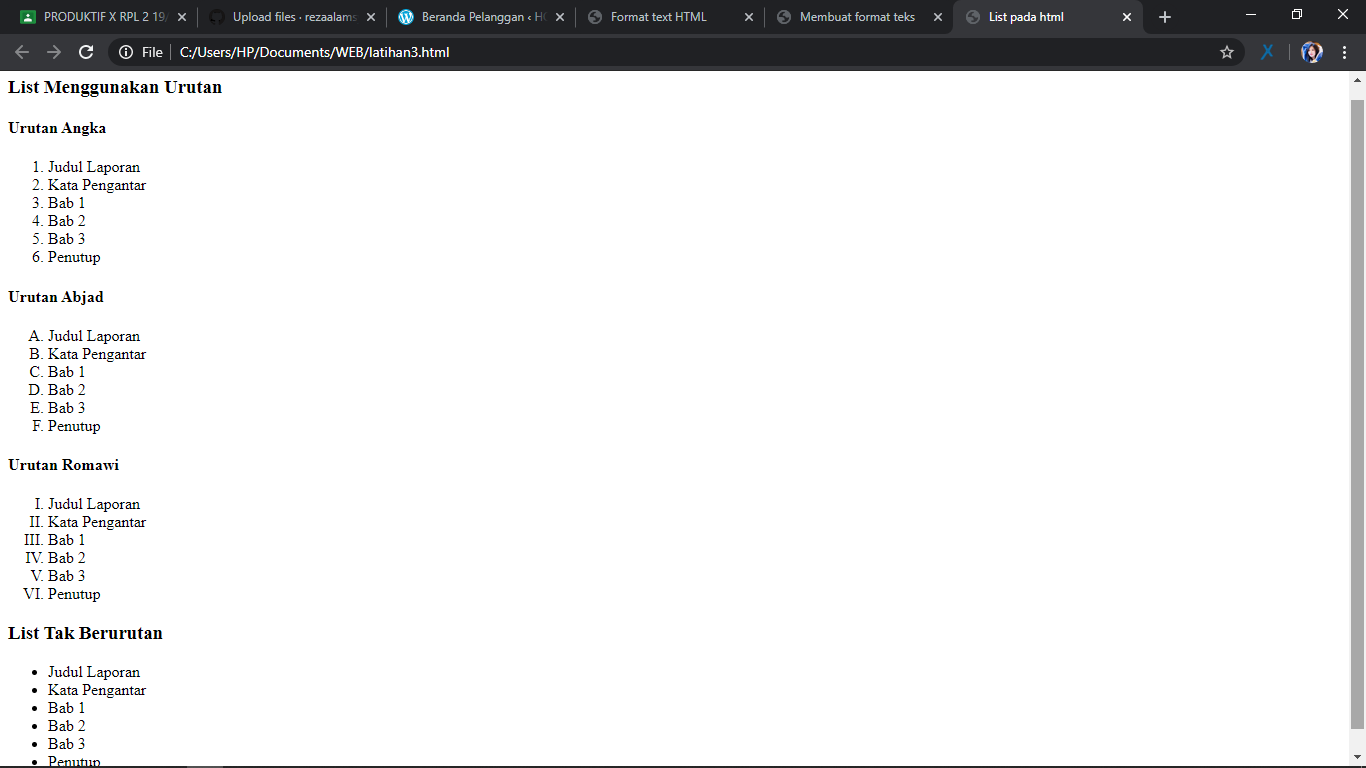 PRODUKTIF X RPL 2 19
Upload files · rezaalams
Beranda Pelanggan ‹ HO
Format text HTML
Membuat format teks
List pada html
File
C:/Users/HP/Documents/WEB/latihan3.html
List Menggunakan Urutan
Urutan Angka
1. Judul Laporan
2. Kata Pengantar
3. Bab 1
4. Bab 2
5. Bab 3
6. Penutup
Urutan Abjad
A. Judul Laporan
B. Kata Pengantar
C. Bab 1
D. Bab 2
E. Bab 3
F. Penutup
Urutan Romawi
I. Judul Laporan
II. Kata Pengantar
III. Bab 1
IV. Bab 2
V. Bab 3
VI. Penutup
List Tak Berurutan
• Judul Laporan
• Kata Pengantar
• Bab 1
• Bab 2
• Bab 3
• Penutup